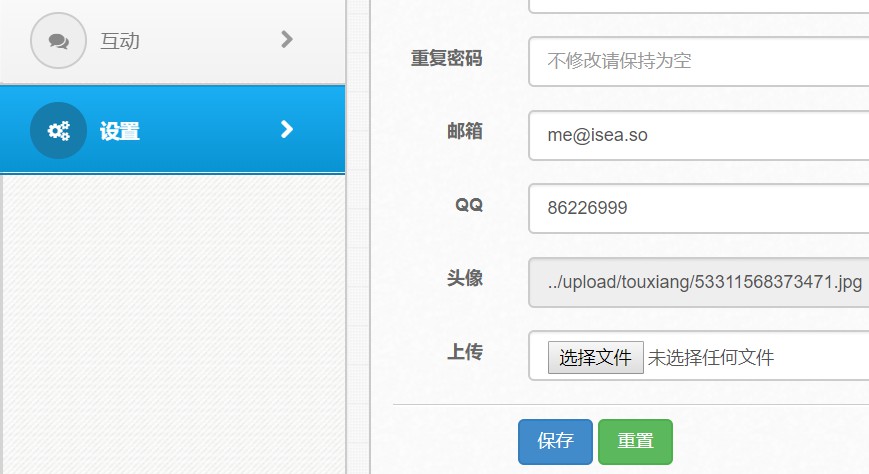 互动
设置
重复密码 不修改请保持为空
邮箱 me@isea.so
QQ 86226999
头像 ../upload/touxiang/53311568373471.jpg
上传 选择文件 未选择任何文件
保存 重置